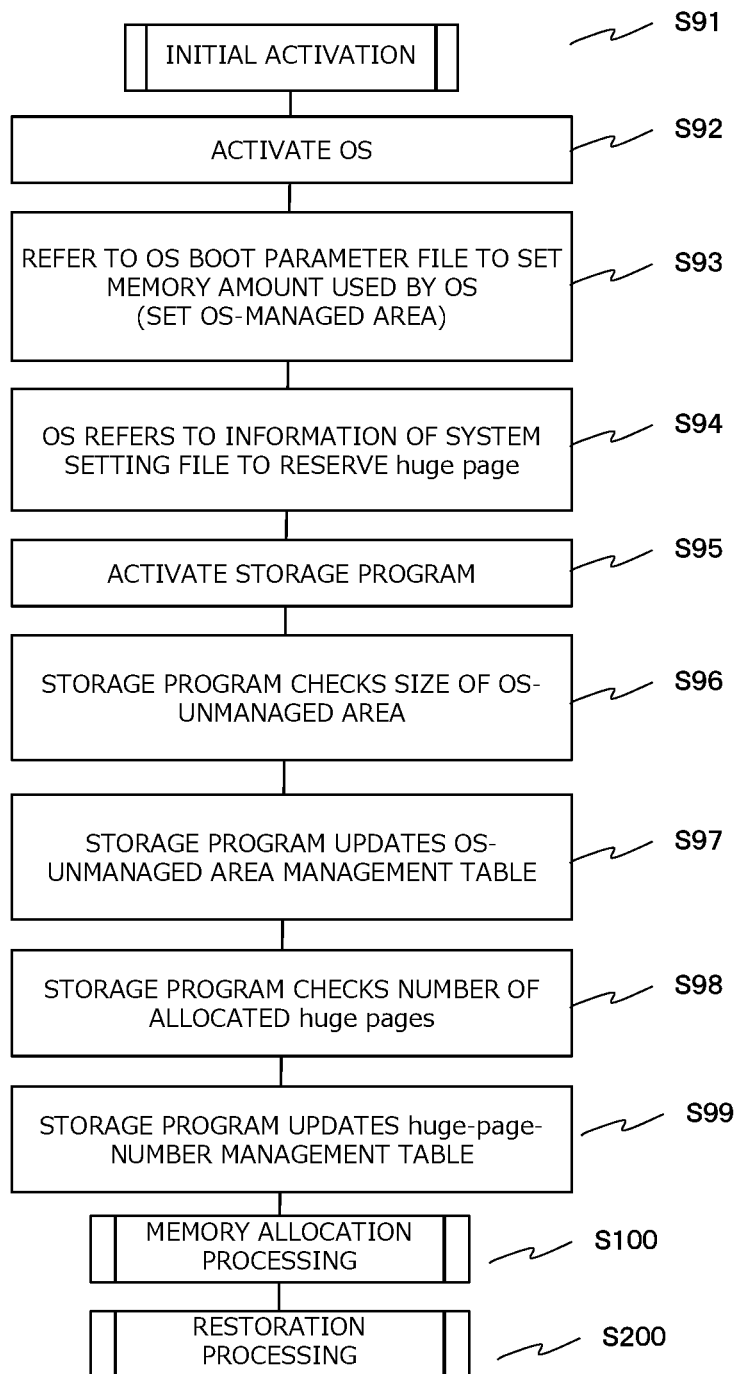 S91
INITIAL ACTIVATION
S92
ACTIVATE OS
S93
REFER TO OS BOOT PARAMETER FILE TO SET
MEMORY AMOUNT USED BY OS
(SET OS-MANAGED AREA)
S94
OS REFERS TO INFORMATION OF SYSTEM
SETTING FILE TO RESERVE huge page
S95
ACTIVATE STORAGE PROGRAM
S96
STORAGE PROGRAM CHECKS SIZE OF OS-
UNMANAGED AREA
S97
STORAGE PROGRAM UPDATES OS-
UNMANAGED AREA MANAGEMENT TABLE
S98
STORAGE PROGRAM CHECKS NUMBER OF
ALLOCATED huge pages
S99
STORAGE PROGRAM UPDATES huge-page-
NUMBER MANAGEMENT TABLE
S100
MEMORY ALLOCATION
PROCESSING
S200
RESTORATION
PROCESSING